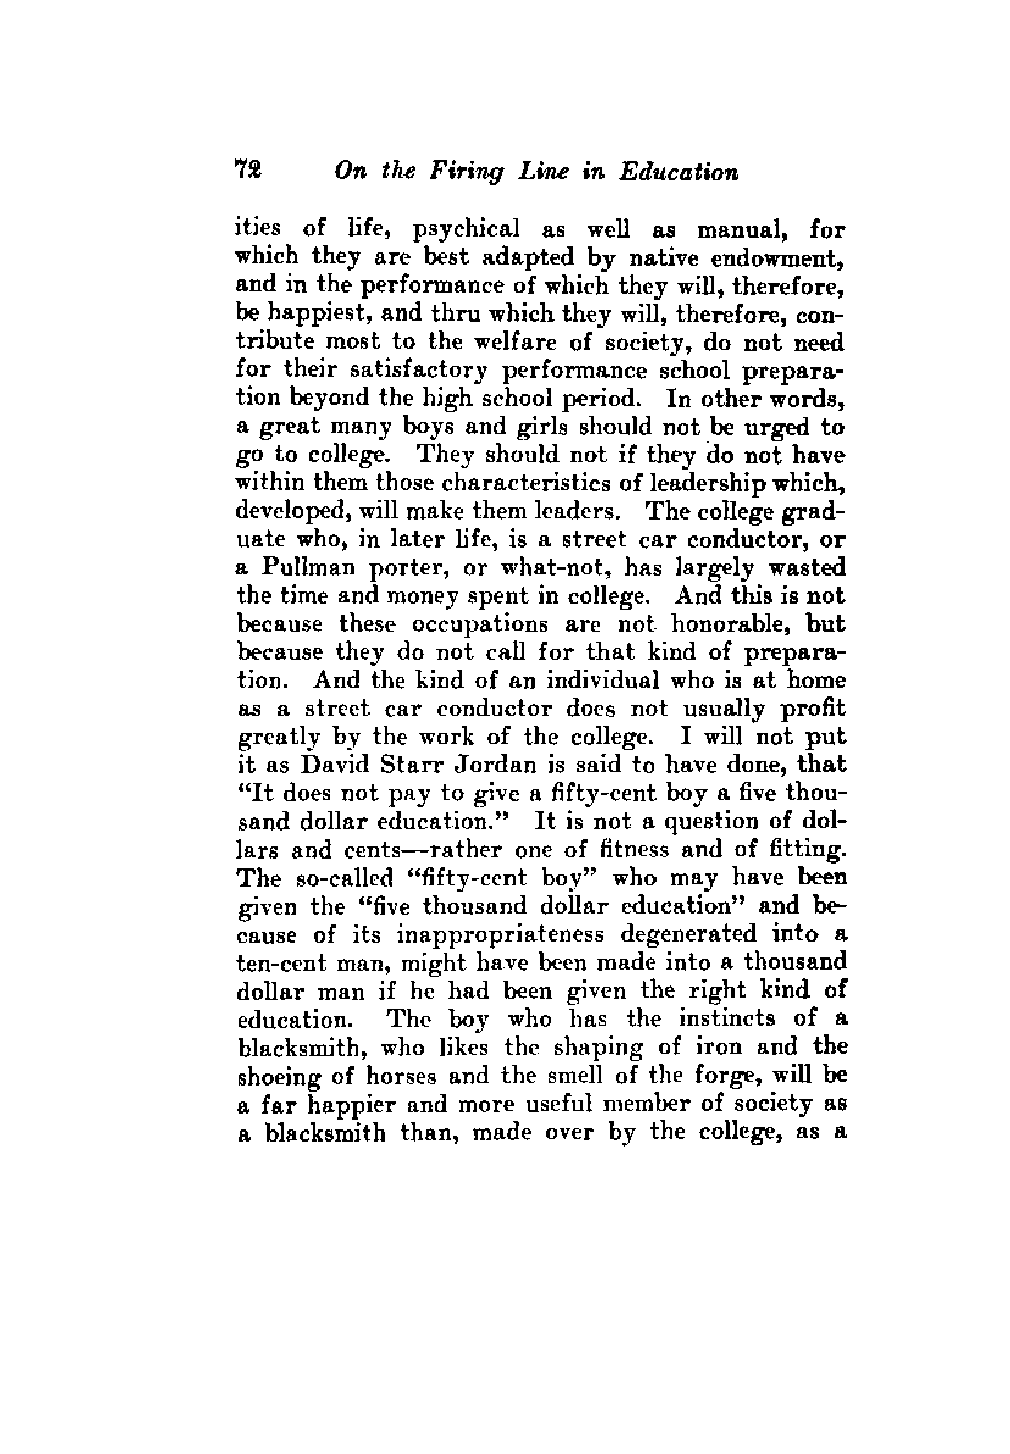 72 On the Firing Line in Education
ities of life, psychical as well as manual, for
which they are best adapted by native endowment,
and in the performance of which they will, therefore,
be happiest, and thru which they will, therefore, con-
tribute most to the welfare of society, do not need
for their satisfactory performance school prepara-
tion beyond the high school period. In other words,
a great many boys and girls should not be urged to
go to college. They should not if they do not have
within them those characteristics of leadership which,
developed, will make them leaders. The college grad-
uate who, in later life, is a street car conductor, or
a Pullman porter, or what-not, has largely wasted
the time and money spent in college. And this is not
because these occupations are not honorable, but
because they do not call for that kind of prepara-
tion. And the kind of an individual who is at home
as a street car conductor does not usually profit
greatly by the work of the college. I will not put
it as David Starr Jordan is said to have done, that
“It does not pay to give a fifty-cent boy a five thou-
sand dollar education.” It is not a question of dol-
lars and cents—rather one of fitness and of fitting.
The so-called “fifty-cent boy” who may have been
given the “five thousand dollar education” and be-
cause of its inappropriateness degenerated into a
ten-cent man, might have been made into a thousand
dollar man if he had been given the right kind of
education. The boy who has the instincts of a
blacksmith, who likes the shaping of iron and the
shoeing of horses and the smell of the forge, will be
a far happier and more useful member of society as
a blacksmith than, made over by the college, as a